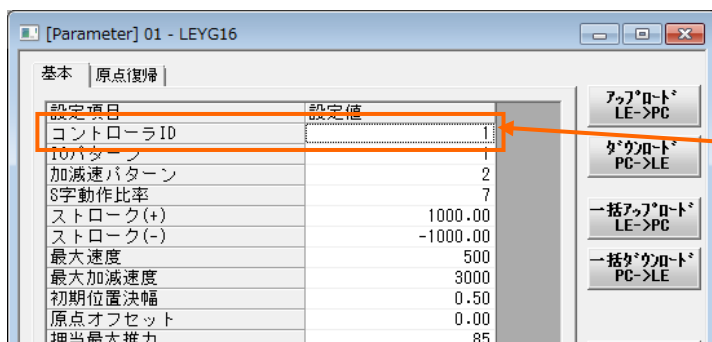 [Parameter] 01 - LEYG16
基本 原点復帰
設定項目 設定値
コントローラID 1
IOパターン 1
加減速パターン 2
S字動作比率 7
ストローク(+) 1000.00
ストローク(-) -1000.00
最大速度 500
最大加減速度 3000
初期位置決幅 0.50
原点オフセット 0.00
押当最大推力 85
アップロード
LE->PC
ダウンロード
PC->LE
一括アップロード
LE->PC
一括ダウンロード
PC->LE